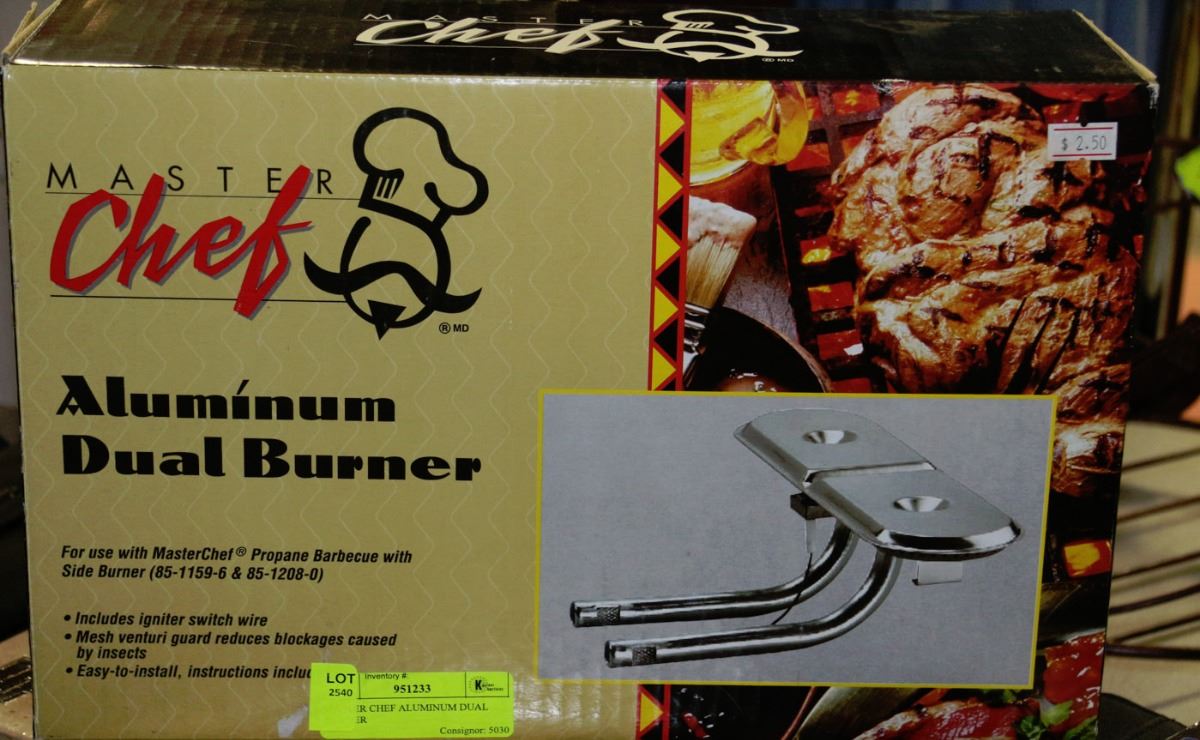 MASTER
Chef
® MD
$ 2.50
MASTER
Chef
® MD
Aluminum
Dual Burner
For use with MasterChef® Propane Barbecue with
Side Burner (85-1159-6 & 85-1208-0)
• Includes igniter switch wire
• Mesh venturi guard reduces blockages caused
by insects
• Easy-to-install, instructions inclu
LOT
2540
Inventory #:
951233
ER CHEF ALUMINUM DUAL
ER
Consignor: 5030